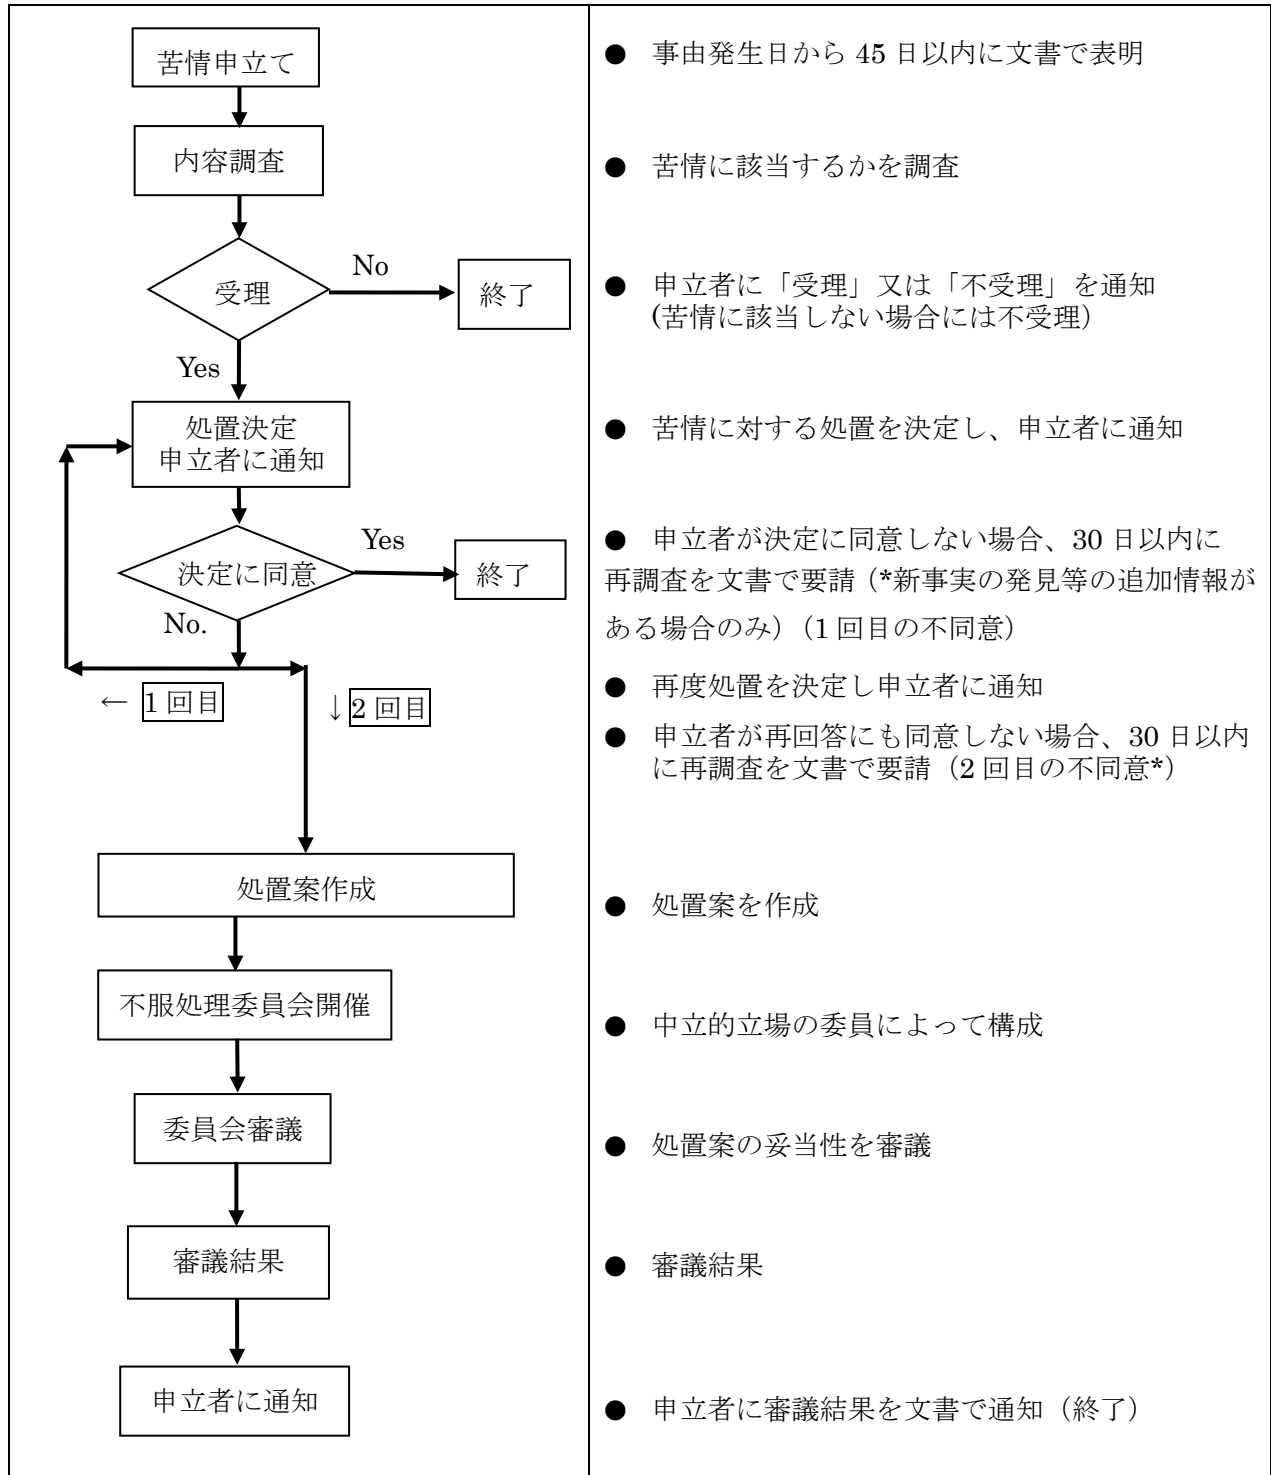 苦情申立て
● 事由発生日から 45 日以内に文書で表明
内容調査
● 苦情に該当するかを調査
受理
No
終了
● 申立者に「受理」又は「不受理」を通知
(苦情に該当しない場合には不受理）
Yes
処置決定
申立者に通知
● 苦情に対する処置を決定し、申立者に通知
決定に同意
Yes
終了
No.
● 申立者が決定に同意しない場合、30 日以内に
再調査を文書で要請（*新事実の発見等の追加情報が
ある場合のみ）（1 回目の不同意）
← 1 回目
↓ 2 回目
● 再度処置を決定し申立者に通知
● 申立者が再回答にも同意しない場合、30 日以内
に再調査を文書で要請（2 回目の不同意*）
処置案作成
● 処置案を作成
不服処理委員会開催
● 中立的立場の委員によって構成
委員会審議
● 処置案の妥当性を審議
審議結果
● 審議結果
申立者に通知
● 申立者に審議結果を文書で通知（終了）